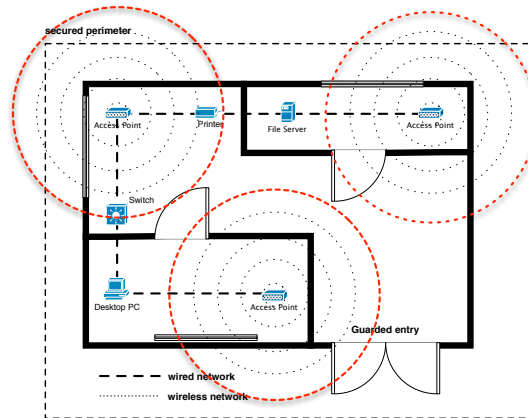 secured perimeter
Access Point
Printer
File Server
Access Point
Switch
Desktop PC
Access Point
Guarded entry
wired network
wireless network